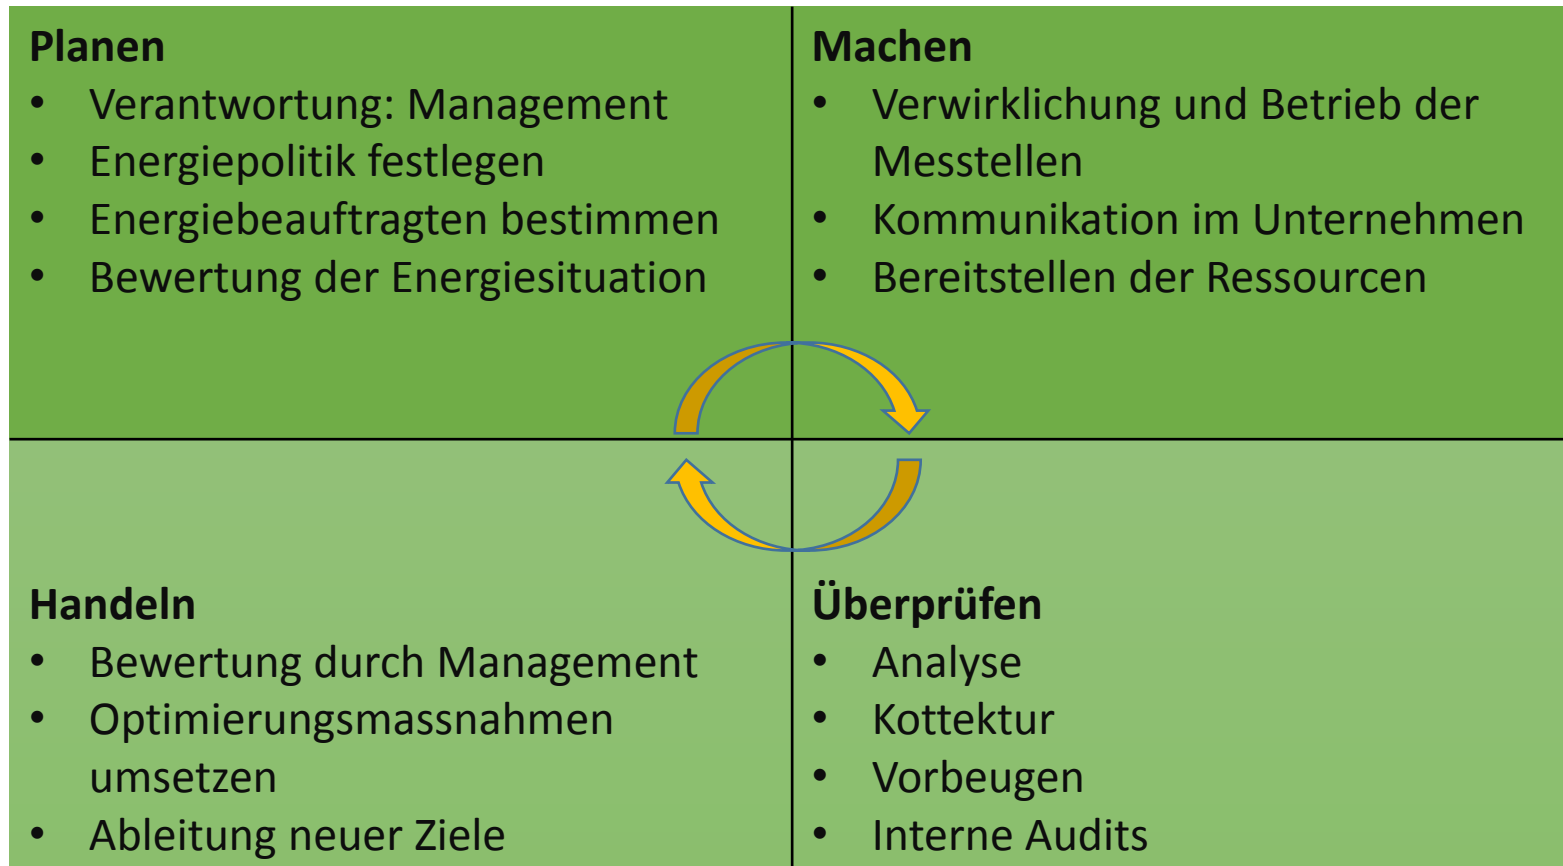 Planen
• Verantwortung: Management
• Energiepolitik festlegen
• Energiebeauftragten bestimmen
• Bewertung der Energiesituation
Machen
• Verwirklichung und Betrieb der
Messtellen
• Kommunikation im Unternehmen
• Bereitstellen der Ressourcen
Handeln
• Bewertung durch Management
• Optimierungsmassnahmen
umsetzen
• Ableitung neuer Ziele
Überprüfen
• Analyse
• Kottektur
• Vorbeugen
• Interne Audits